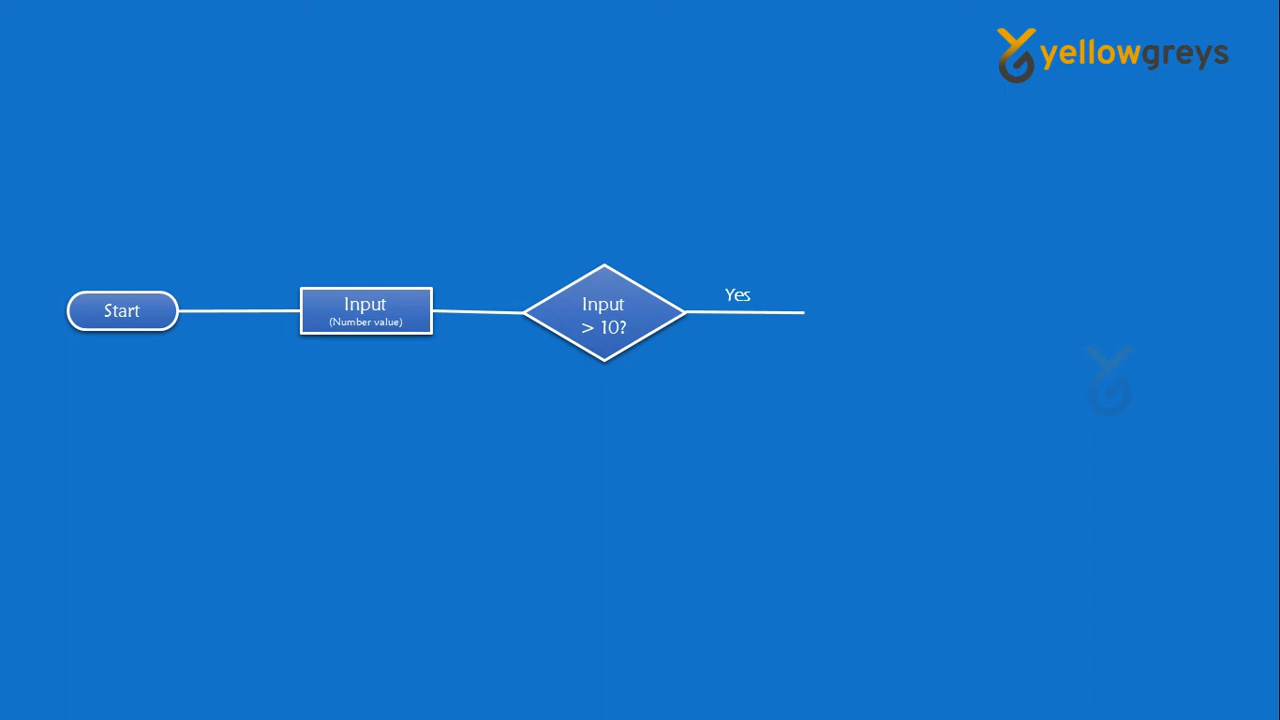 yellowgreys
Start
Input
(Number value)
Input
> 10?
Yes